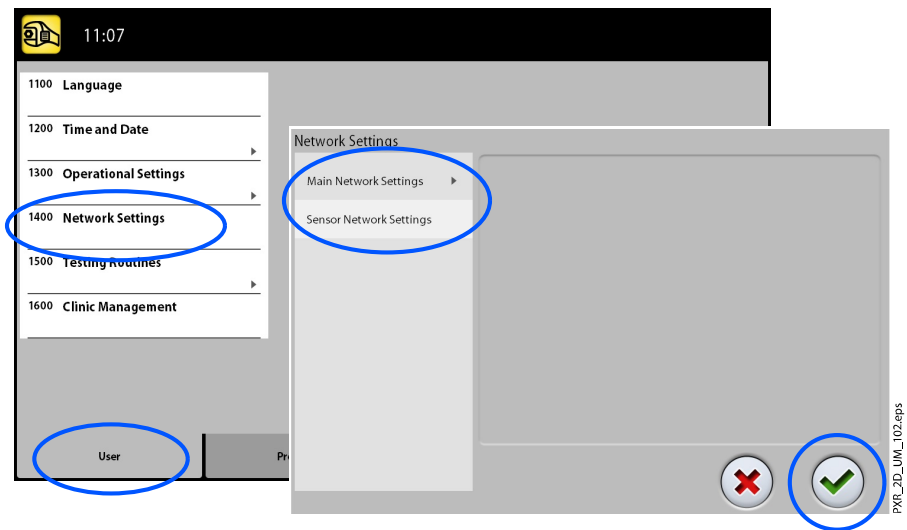 11:07
1100 Language
1200 Time and Date
1300 Operational Settings
1400 Network Settings
1500 Testing Routines
1600 Clinic Management
User
Network Settings
Main Network Settings
Sensor Network Settings
PXR_2D_UM_102.eps